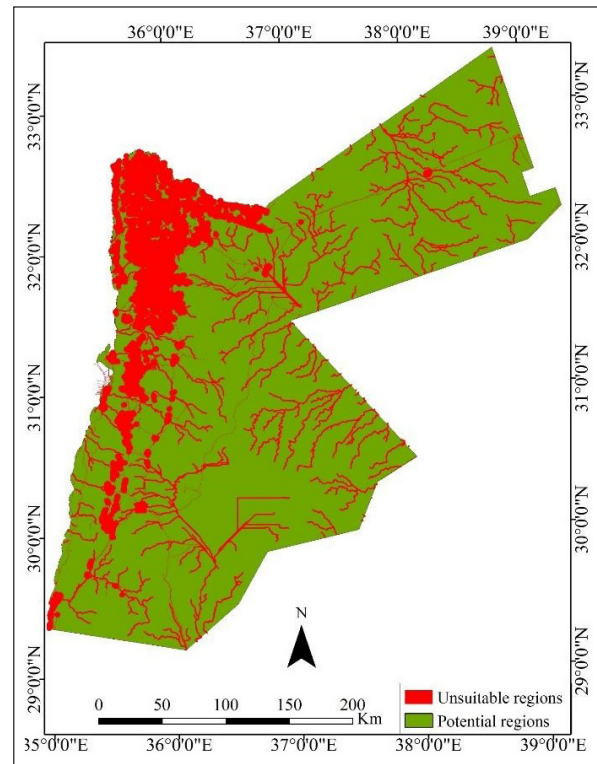 36°0'0"E 37°0'0"E 38°0'0"E 39°0'0"E
33°0'0"N 33°0'0"N
32°0'0"N 32°0'0"N
31°0'0"N 31°0'0"N
30°0'0"N 30°0'0"N
29°0'0"N 29°0'0"N
N
Unsuitable regions
Potential regions
0 50 100 150 200
Km
35°0'0"E 36°0'0"E 37°0'0"E 38°0'0"E 39°0'0"E